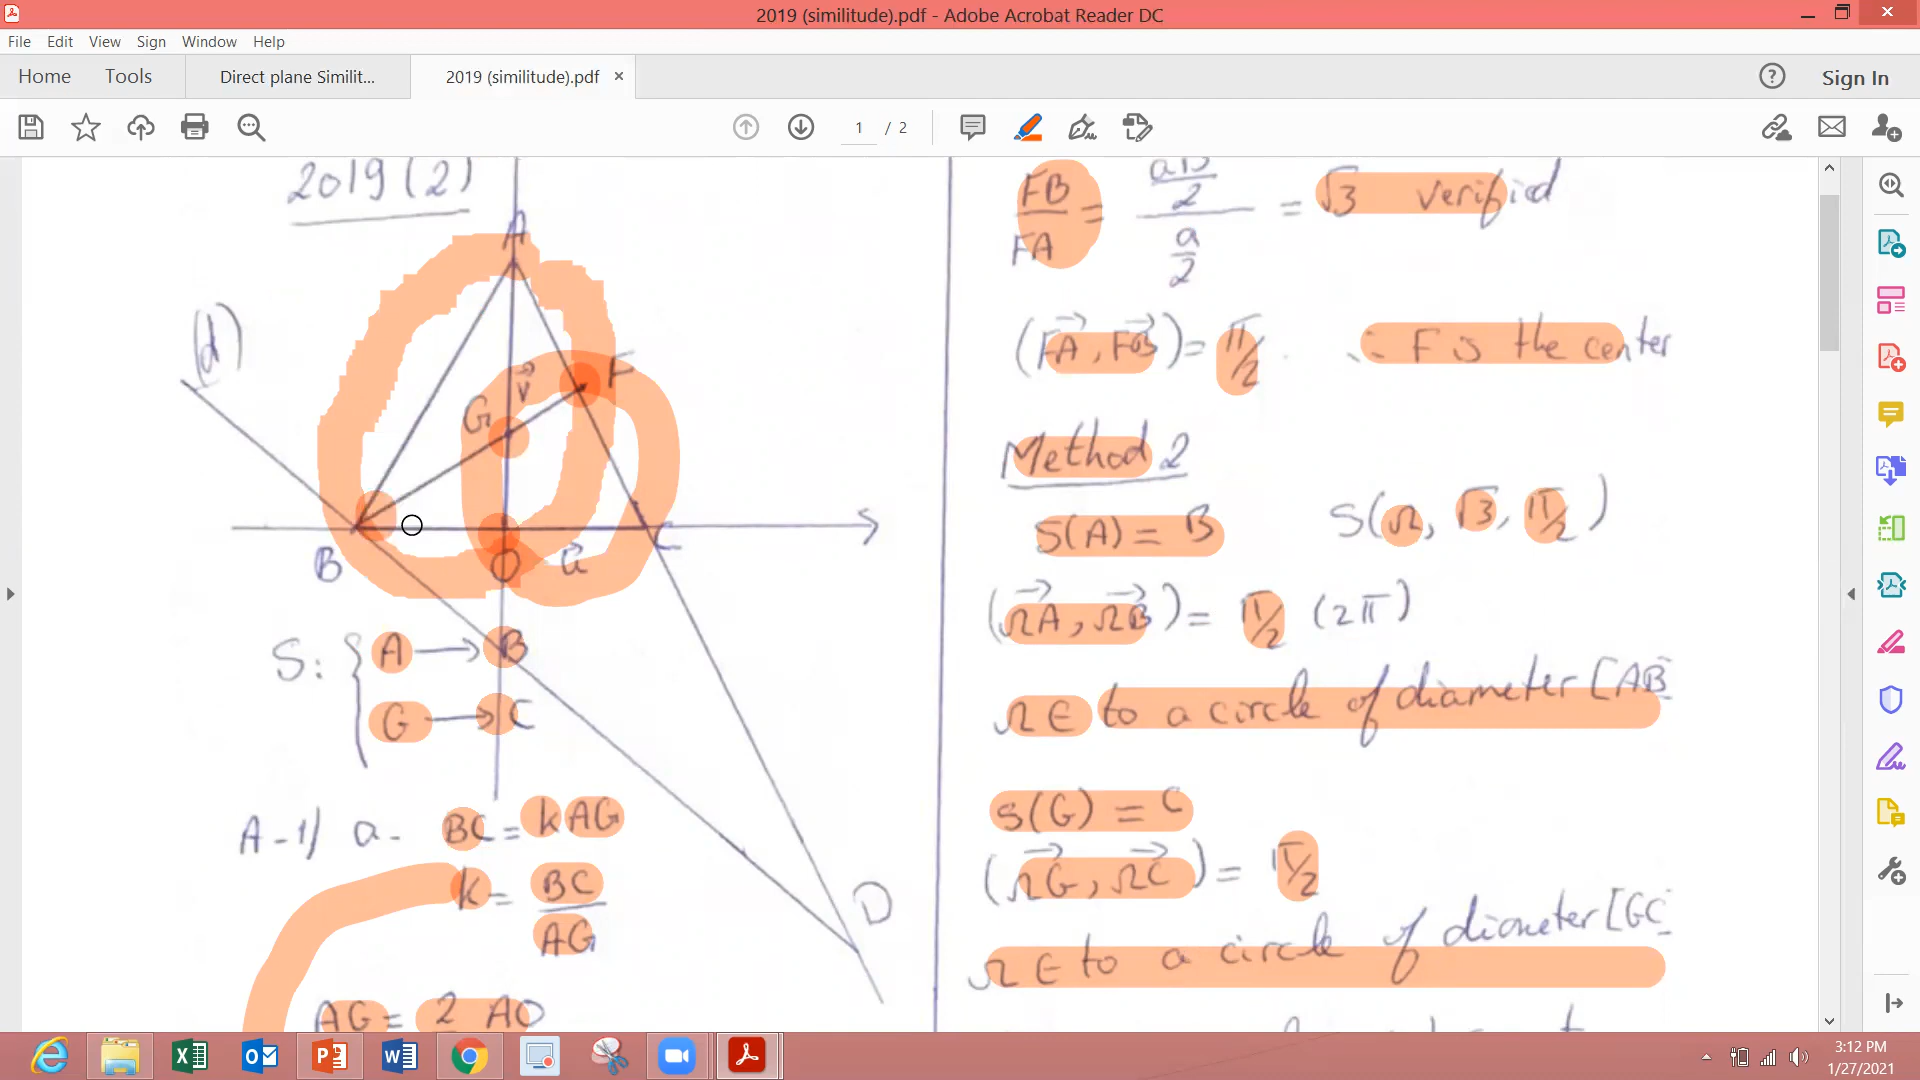 2019 (similitude).pdf - Adobe Acrobat Reader DC
File Edit View Sign Window Help
Home Tools Direct plane Similit... 2019 (similitude).pdf × Sign In
1 / 2
2019 (2)
A
(d)
F
G
v⃗
B
O
u⃗
C
D
S: { A → B
G → C
A-1) a- BC = k AG
k = BC / AG
AG = 2 AO
FB / FA = / 2 / a / 2 = √3 verified
(FA⃗, FB⃗) = π/2 . ∴ F is the center
Method 2
S(A) = B S(Ω, √3, π/2)
(ΩA⃗, ΩB⃗) = π/2 (2π)
Ω ∈ to a circle of diameter [AB
S(G) = C
(ΩG⃗, ΩC⃗) = π/2
Ω ∈ to a circle of diameter [GC
3:12 PM
1/27/2021